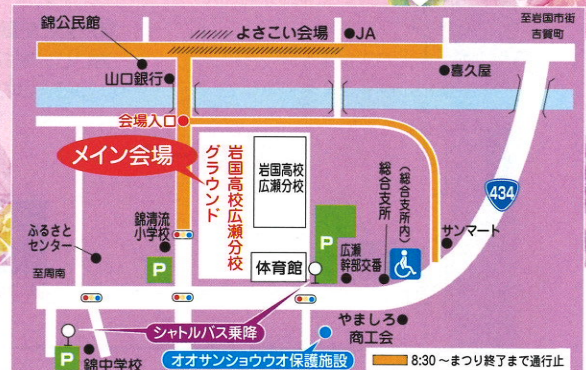 錦公民館
よさこい会場
JA
至岩国市街
吉賀町
山口銀行
喜久屋
会場入口
メイン会場
岩国高校広瀬分校
グラウンド
岩国高校
広瀬分校
(総合支所内)
総合支所
434
ふるさと
センター
錦清流
小学校
P
P
サンマート
体育館
広瀬
幹部交番
至周南
シャトルバス乗降
やましろ
商工会
オオサンショウウオ保護施設
P
錦中学校
8:30~まつり終了まで通行止